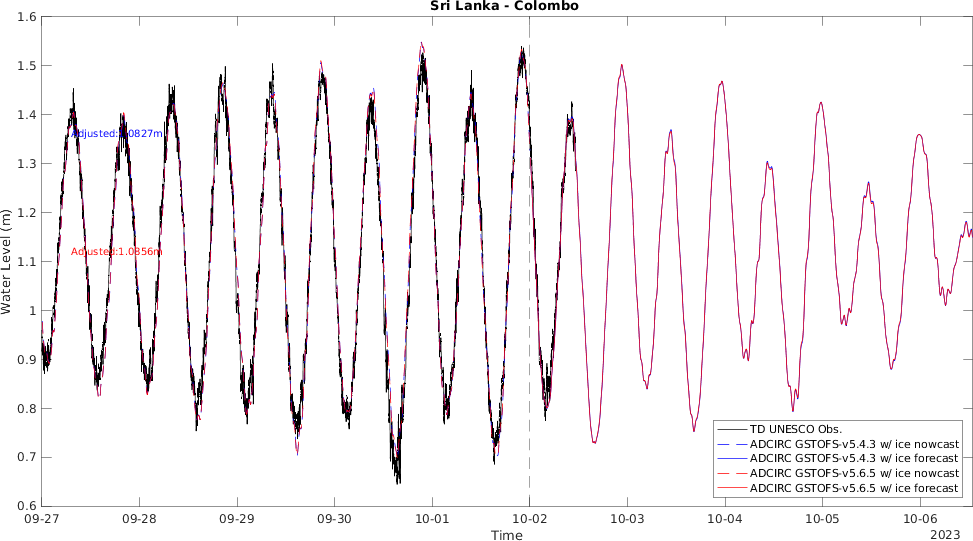 Sri Lanka - Colombo
1.6
1.5
1.4
1.3
1.2
1.1
1
0.9
0.8
0.7
0.6
Water Level (m)
Adjusted:1.0827m
Adjusted:1.0856m
TD UNESCO Obs.
ADCIRC GSTOFS-v5.4.3 w/ ice nowcast
ADCIRC GSTOFS-v5.4.3 w/ ice forecast
ADCIRC GSTOFS-v5.6.5 w/ ice nowcast
ADCIRC GSTOFS-v5.6.5 w/ ice forecast
09-27 09-28 09-29 09-30 10-01 10-02 10-03 10-04 10-05 10-06
Time
2023